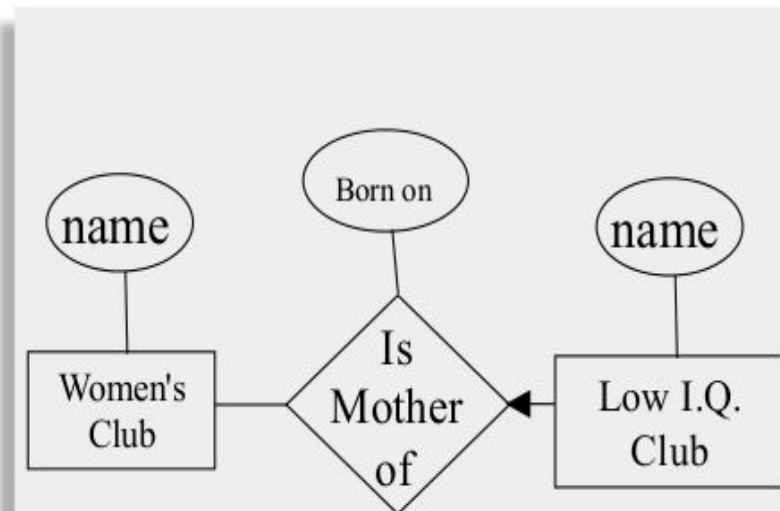 Born on
name
name
Is
Mother
of
Women's
Club
Low I.Q.
Club